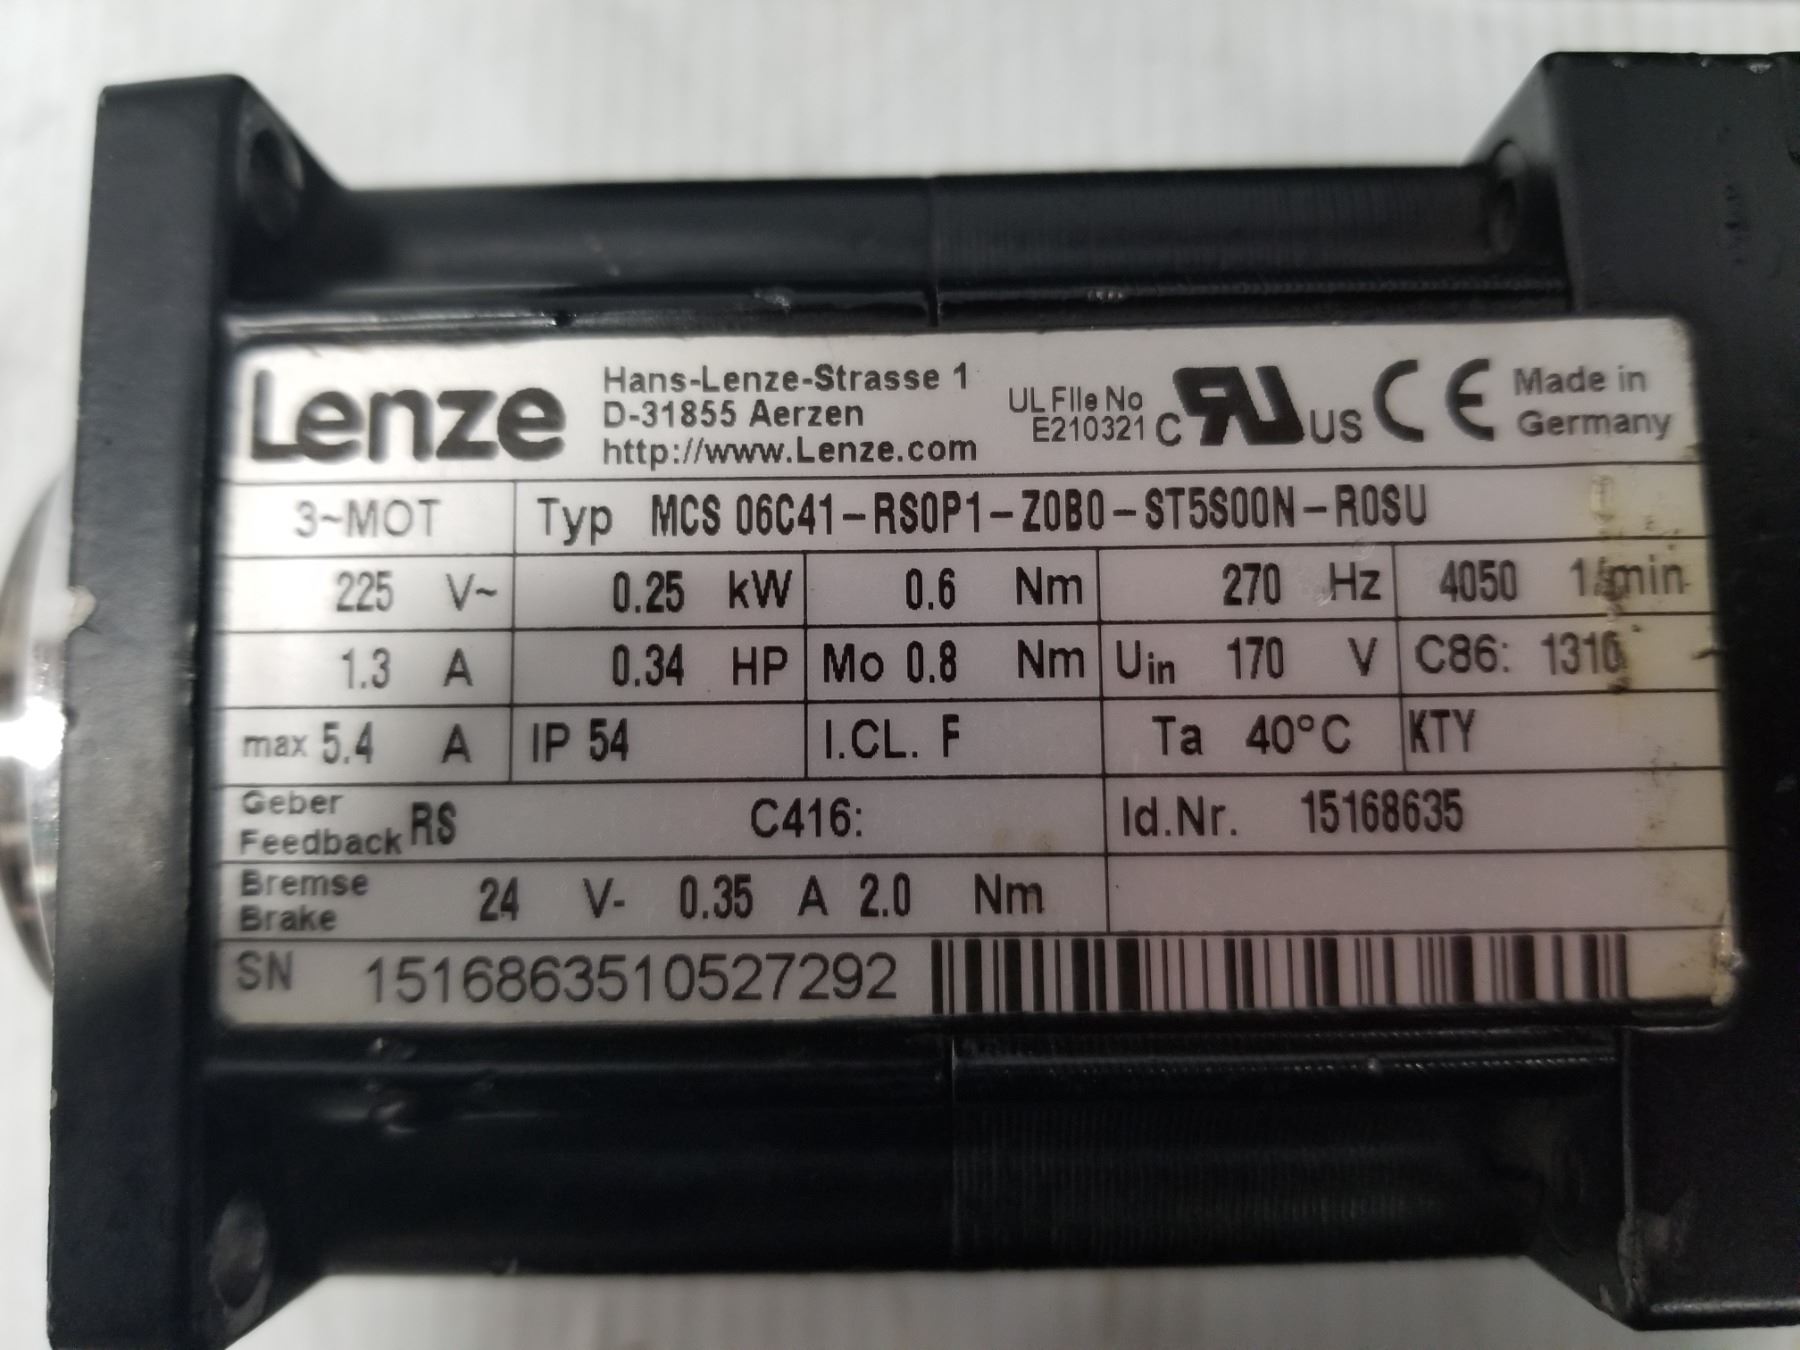 Lenze
Hans-Lenze-Strasse 1
D-31855 Aerzen
http://www.Lenze.com
UL File No
E210321
C RU US CE
Made in
Germany
3~MOT Typ MCS 06C41-RS0P1-Z0B0-ST5S00N-R0SU
225 V~ 0.25 kW 0.6 Nm 270 Hz 4050 1/min
1.3 A 0.34 HP Mo 0.8 Nm Uin 170 V C86: 1310
max 5.4 A IP 54 I.CL. F Ta 40°C KTY
Geber
Feedback RS C416: Id.Nr. 15168635
Bremse
Brake 24 V- 0.35 A 2.0 Nm
SN 1516863510527292